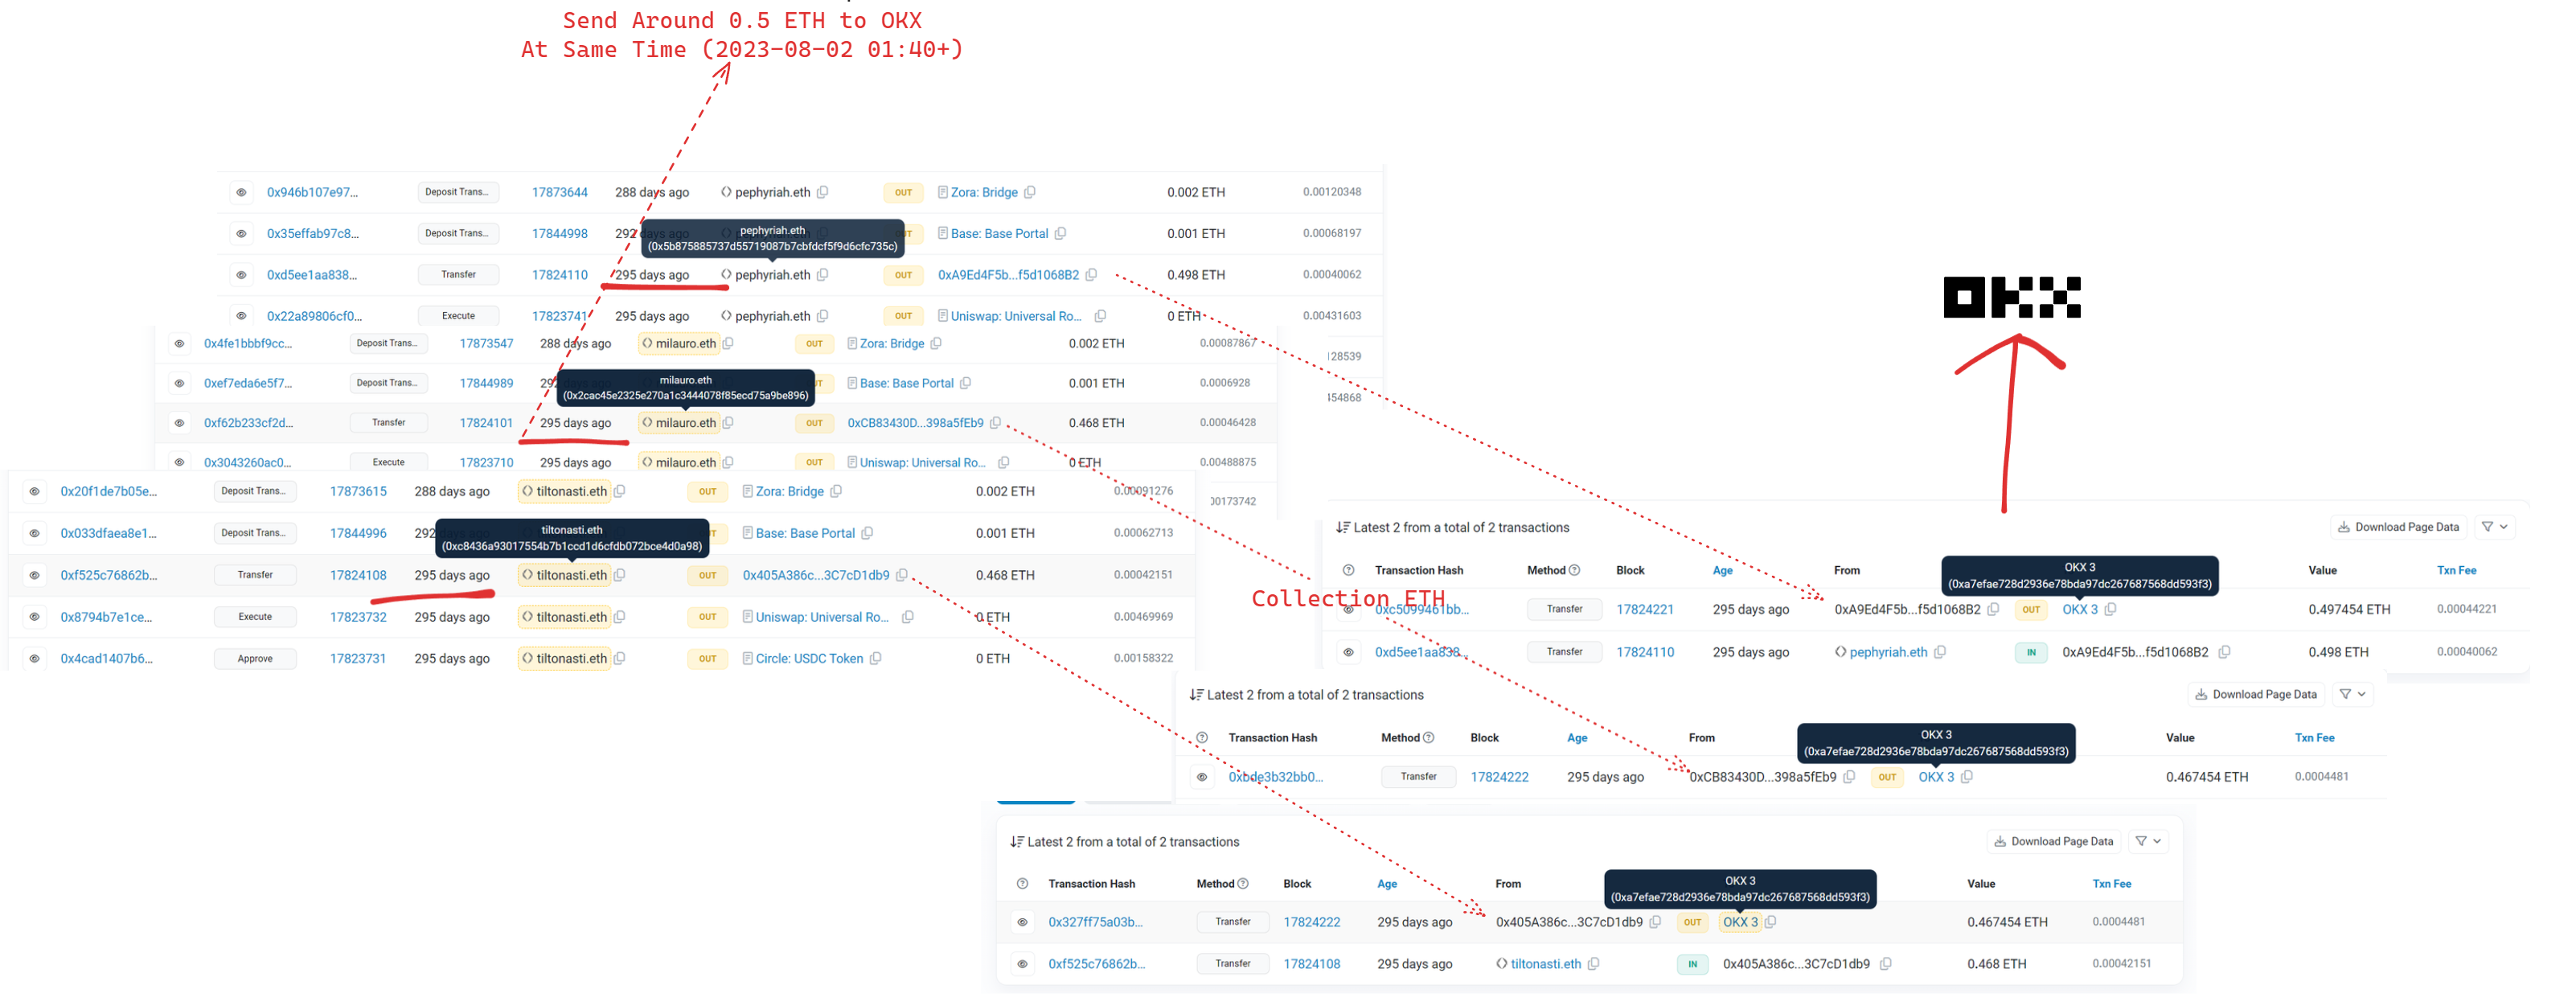 Send Around 0.5 ETH to OKX
At Same Time (2023-08-02 01:40+)
0x946b107e97... Deposit Trans... 17873644 288 days ago pephyriah.eth OUT Zora: Bridge 0.002 ETH 0.00120348
pephyriah.eth
(0x5b875885737d55719087b7cbfdcf5f9d6cfc735c)
0x35effab97c8... Deposit Trans... 17844998 292 Base: Base Portal 0.001 ETH 0.00068197
0xd5ee1aa838... Transfer 17824110 295 days ago pephyriah.eth OUT 0xA9Ed4F5b...f5d1068B2 0.498 ETH 0.00040062
0x22a89806cf0... Execute 17823741 295 days ago pephyriah.eth OUT Uniswap: Universal Ro... 0 ETH 0.00431603
OKX
0x4fe1bbbf9cc... Deposit Trans... 17873547 288 days ago milauro.eth OUT Zora: Bridge 0.002 ETH 0.00087867
28539
milauro.eth
(0x2cac45e2325e270a1c3444078f85ecd75a9be896)
0xef7eda6e5f7... Deposit Trans... 17844989 Base: Base Portal 0.001 ETH 0.0006928
54868
0xf62b233cf2d... Transfer 17824101 295 days ago milauro.eth OUT 0xCB83430D...398a5fEb9 0.468 ETH 0.00046428
0x3043260ac0... Execute 17823710 295 days ago milauro.eth OUT Uniswap: Universal Ro... 0 ETH 0.00488875
0x20f1de7b05e... Deposit Trans... 17873615 288 days ago tiltonasti.eth OUT Zora: Bridge 0.002 ETH 0.00091276
00173742
tiltonasti.eth
(0xc8436a93017554b7b1ccd1d6cfdb072bce4d0a98)
0x033dfaea8e1... Deposit Trans... 17844996 292 Base: Base Portal 0.001 ETH 0.00062713
0xf525c76862b... Transfer 17824108 295 days ago tiltonasti.eth OUT 0x405A386c...3C7cD1db9 0.468 ETH 0.00042151
0x8794b7e1ce... Execute 17823732 295 days ago tiltonasti.eth OUT Uniswap: Universal Ro... 0 ETH 0.00469969
0x4cad1407b6... Approve 17823731 295 days ago tiltonasti.eth OUT Circle: USDC Token 0 ETH 0.00158322
Collection ETH
Latest 2 from a total of 2 transactions Download Page Data
OKX 3
(0xa7efae728d2936e78bda97dc267687568dd593f3)
Transaction Hash Method Block Age From Value Txn Fee
0xc5099461bb... Transfer 17824221 295 days ago 0xA9Ed4F5b...f5d1068B2 OUT OKX 3 0.497454 ETH 0.00044221
0xd5ee1aa838... Transfer 17824110 295 days ago pephyriah.eth IN 0xA9Ed4F5b...f5d1068B2 0.498 ETH 0.00040062
Latest 2 from a total of 2 transactions Download Page Data
OKX 3
(0xa7efae728d2936e78bda97dc267687568dd593f3)
Transaction Hash Method Block Age From Value Txn Fee
0xbde3b32bb0... Transfer 17824222 295 days ago 0xCB83430D...398a5fEb9 OUT OKX 3 0.467454 ETH 0.0004481
Latest 2 from a total of 2 transactions Download Page Data
OKX 3
(0xa7efae728d2936e78bda97dc267687568dd593f3)
Transaction Hash Method Block Age From Value Txn Fee
0x327ff75a03b... Transfer 17824222 295 days ago 0x405A386c...3C7cD1db9 OUT OKX 3 0.467454 ETH 0.0004481
0xf525c76862b... Transfer 17824108 295 days ago tiltonasti.eth IN 0x405A386c...3C7cD1db9 0.468 ETH 0.00042151